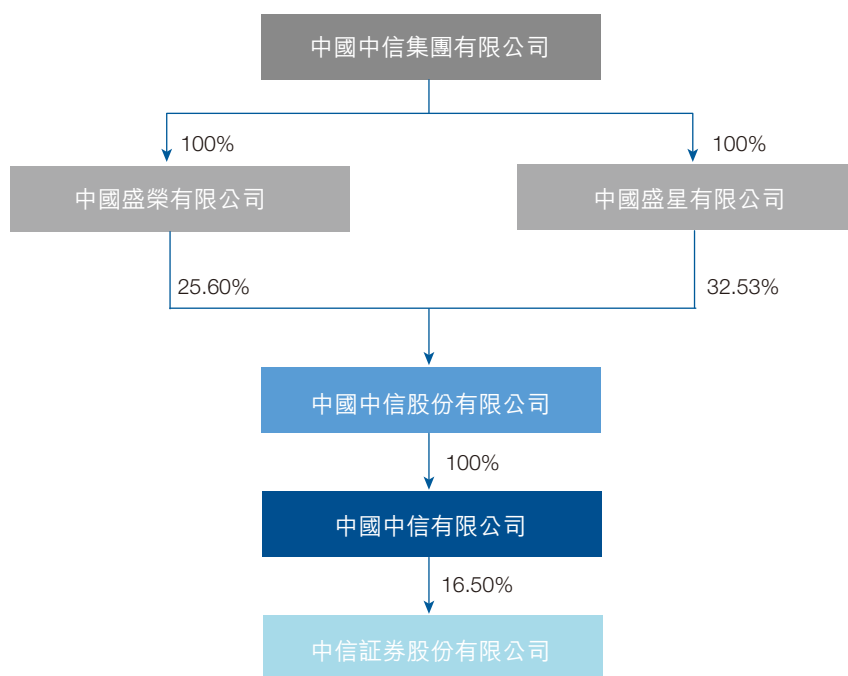 中國中信集團有限公司
100%
100%
中國盛榮有限公司
中國盛星有限公司
25.60%
32.53%
中國中信股份有限公司
100%
中國中信有限公司
16.50%
中信証券股份有限公司